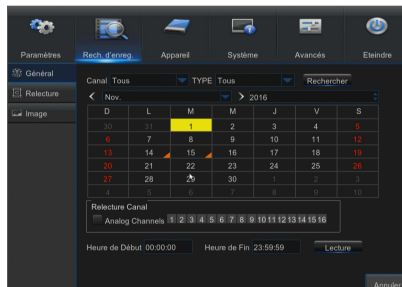 Paramètres Rech. d'enreg. Appareil Système Avancés Eteindre
Général
Relecture
Image
Canal Tous TYPE Tous Rechercher
Nov. 2016
D L M M J V S
30 31 1 2 3 4 5
6 7 8 9 10 11 12
13 14 15 16 17 18 19
20 21 22 23 24 25 26
27 28 29 30 1 2 3
4 5 6 7 8 9 10
Relecture Canal
Analog Channels 1 2 3 4 5 6 7 8 9 10 11 12 13 14 15 16
Heure de Début 00:00:00 Heure de Fin 23:59:59 Lecture
Annuler